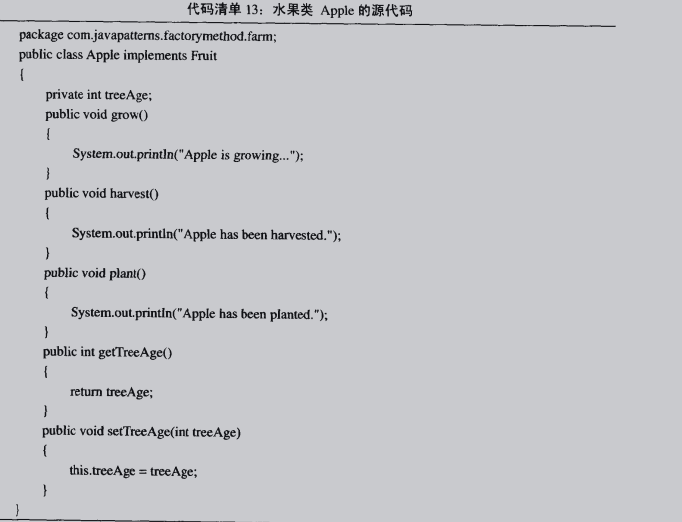 代码清单 13：水果类 Apple 的源代码
package com.javapatterns.factorymethod.farm;
public class Apple implements Fruit
{
private int treeAge;
public void grow()
{
System.out.println("Apple is growing...");
}
public void harvest()
{
System.out.println("Apple has been harvested.");
}
public void plant()
{
System.out.println("Apple has been planted.");
}
public int getTreeAge()
{
return treeAge;
}
public void setTreeAge(int treeAge)
{
this.treeAge = treeAge;
}
}